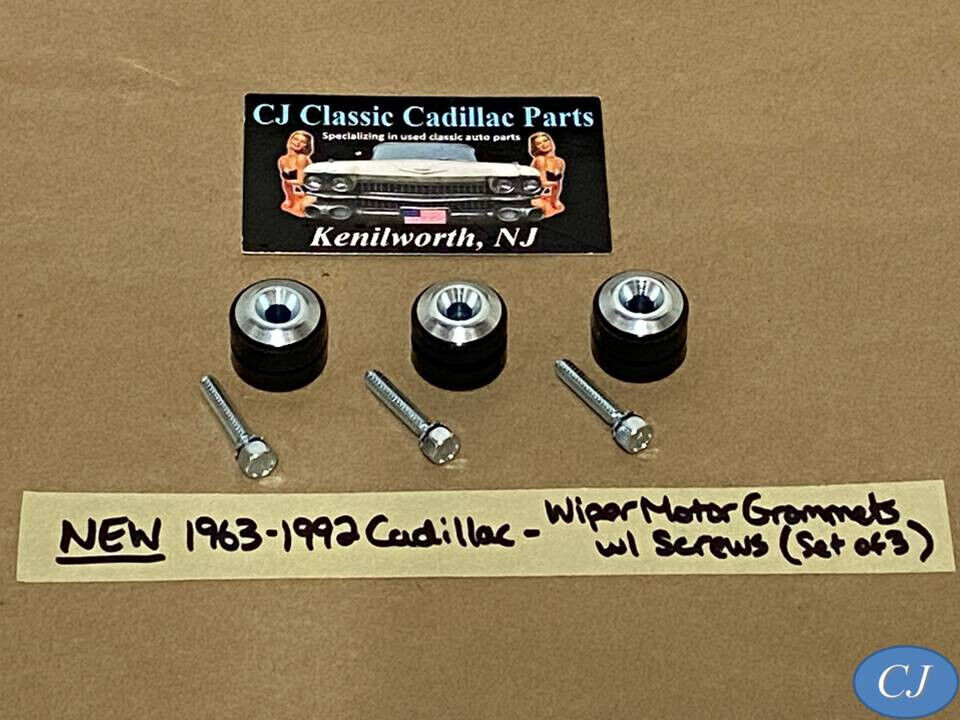 CJ Classic Cadillac Parts
Specializing in used classic auto parts
Kenilworth, NJ
NEW 1963-1992 Cadillac - Wiper Motor Grommets
w/ Screws (Set of 3)
CJ